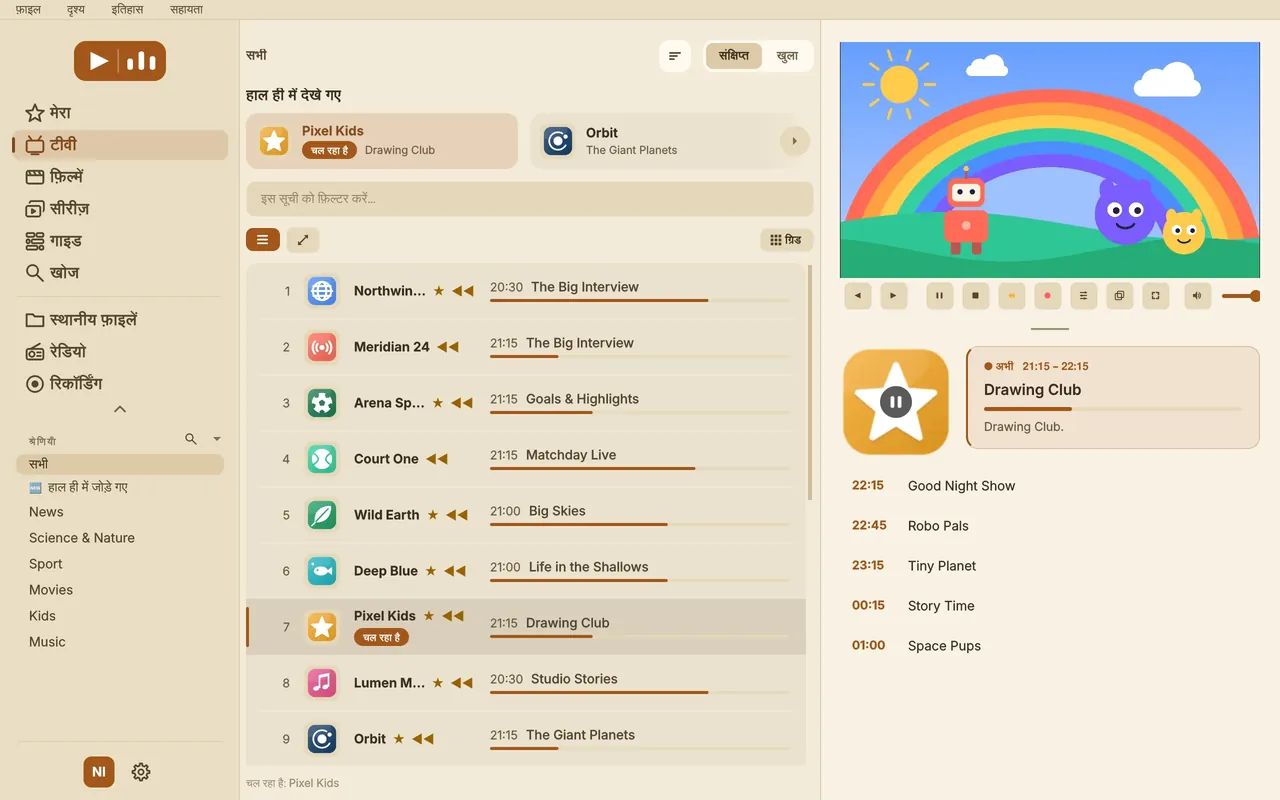 फ़ाइल दृश्य इतिहास सहायता
मेरा
टीवी
फ़िल्में
सीरीज़
गाइड
खोज
स्थानीय फ़ाइलें
रेडियो
रिकॉर्डिंग
श्रेणियी
सभी
हाल ही में जोड़े गए
News
Science & Nature
Sport
Movies
Kids
Music
NI
सभी
संक्षिप्त खुला
हाल ही में देखे गए
Pixel Kids
चल रहा है Drawing Club
Orbit
The Giant Planets
इस सूची को फ़िल्टर करें...
ग्रिड
1 Northwin... 20:30 The Big Interview
2 Meridian 24 21:15 The Big Interview
3 Arena Sp... 21:15 Goals & Highlights
4 Court One 21:15 Matchday Live
5 Wild Earth 21:00 Big Skies
6 Deep Blue 21:00 Life in the Shallows
7 Pixel Kids 21:15 Drawing Club
चल रहा है
8 Lumen M... 20:30 Studio Stories
9 Orbit 21:15 The Giant Planets
चल रहा है: Pixel Kids
अभी 21:15 – 22:15
Drawing Club
Drawing Club.
22:15 Good Night Show
22:45 Robo Pals
23:15 Tiny Planet
00:15 Story Time
01:00 Space Pups